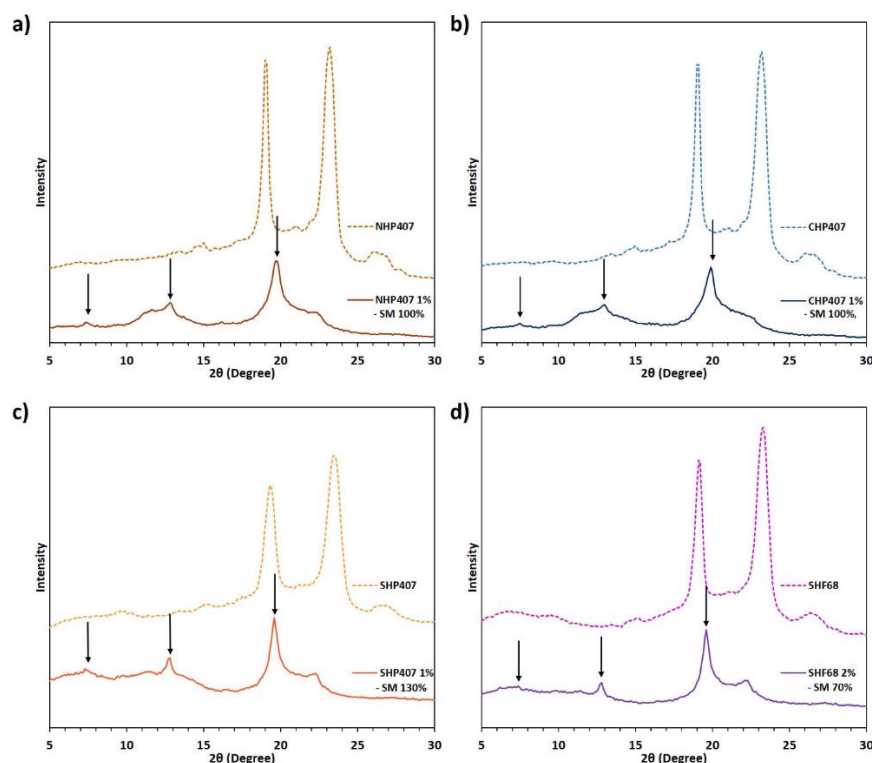 a)
Intensity
NHP407
NHP407 1%
- SM 100%
5 10 15 20 25 30
2θ (Degree)
b)
Intensity
CHP407
CHP407 1%
- SM 100%
5 10 15 20 25 30
2θ (Degree)
c)
Intensity
SHP407
SHP407 1%
- SM 130%
5 10 15 20 25 30
2θ (Degree)
d)
Intensity
SHF68
SHF68 2%
- SM 70%
5 10 15 20 25 30
2θ (Degree)